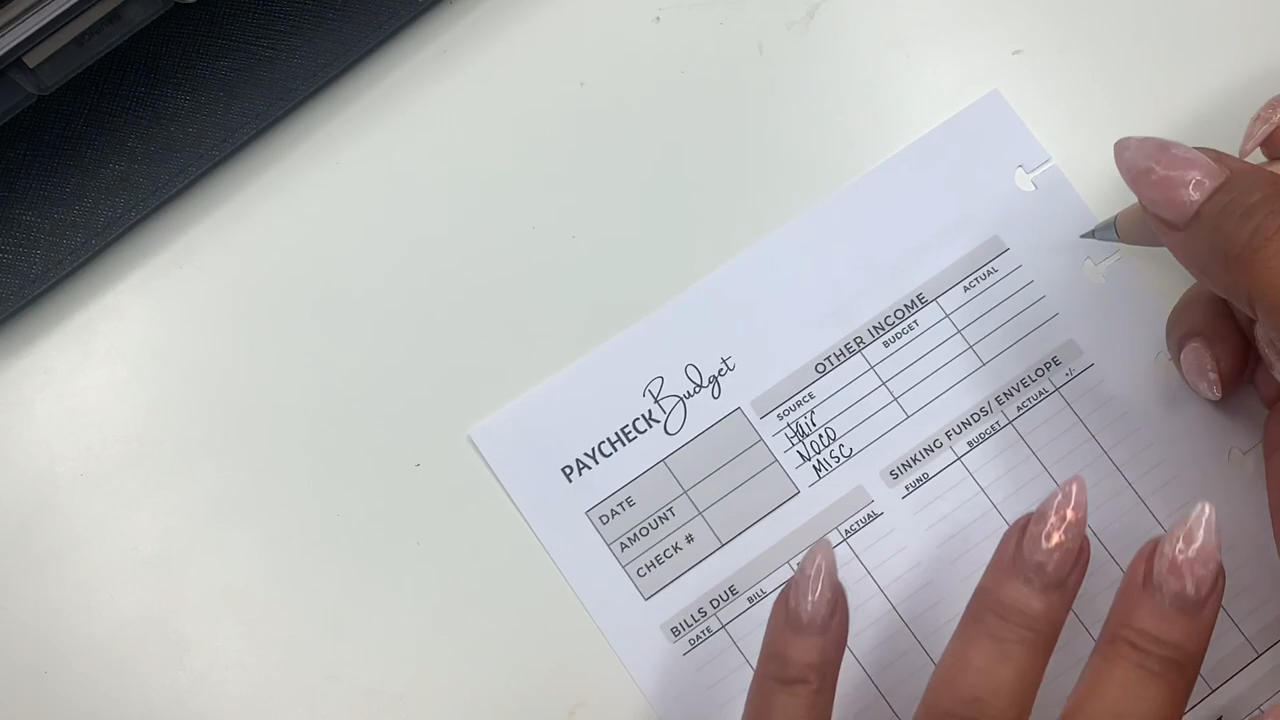 PAYCHECK Budget
DATE
AMOUNT
CHECK #
OTHER INCOME
SOURCE BUDGET ACTUAL
Hair
NOCO
MISC
BILLS DUE
DATE BILL ACTUAL
SINKING FUNDS/ ENVELOPE
FUND BUDGET ACTUAL +/-